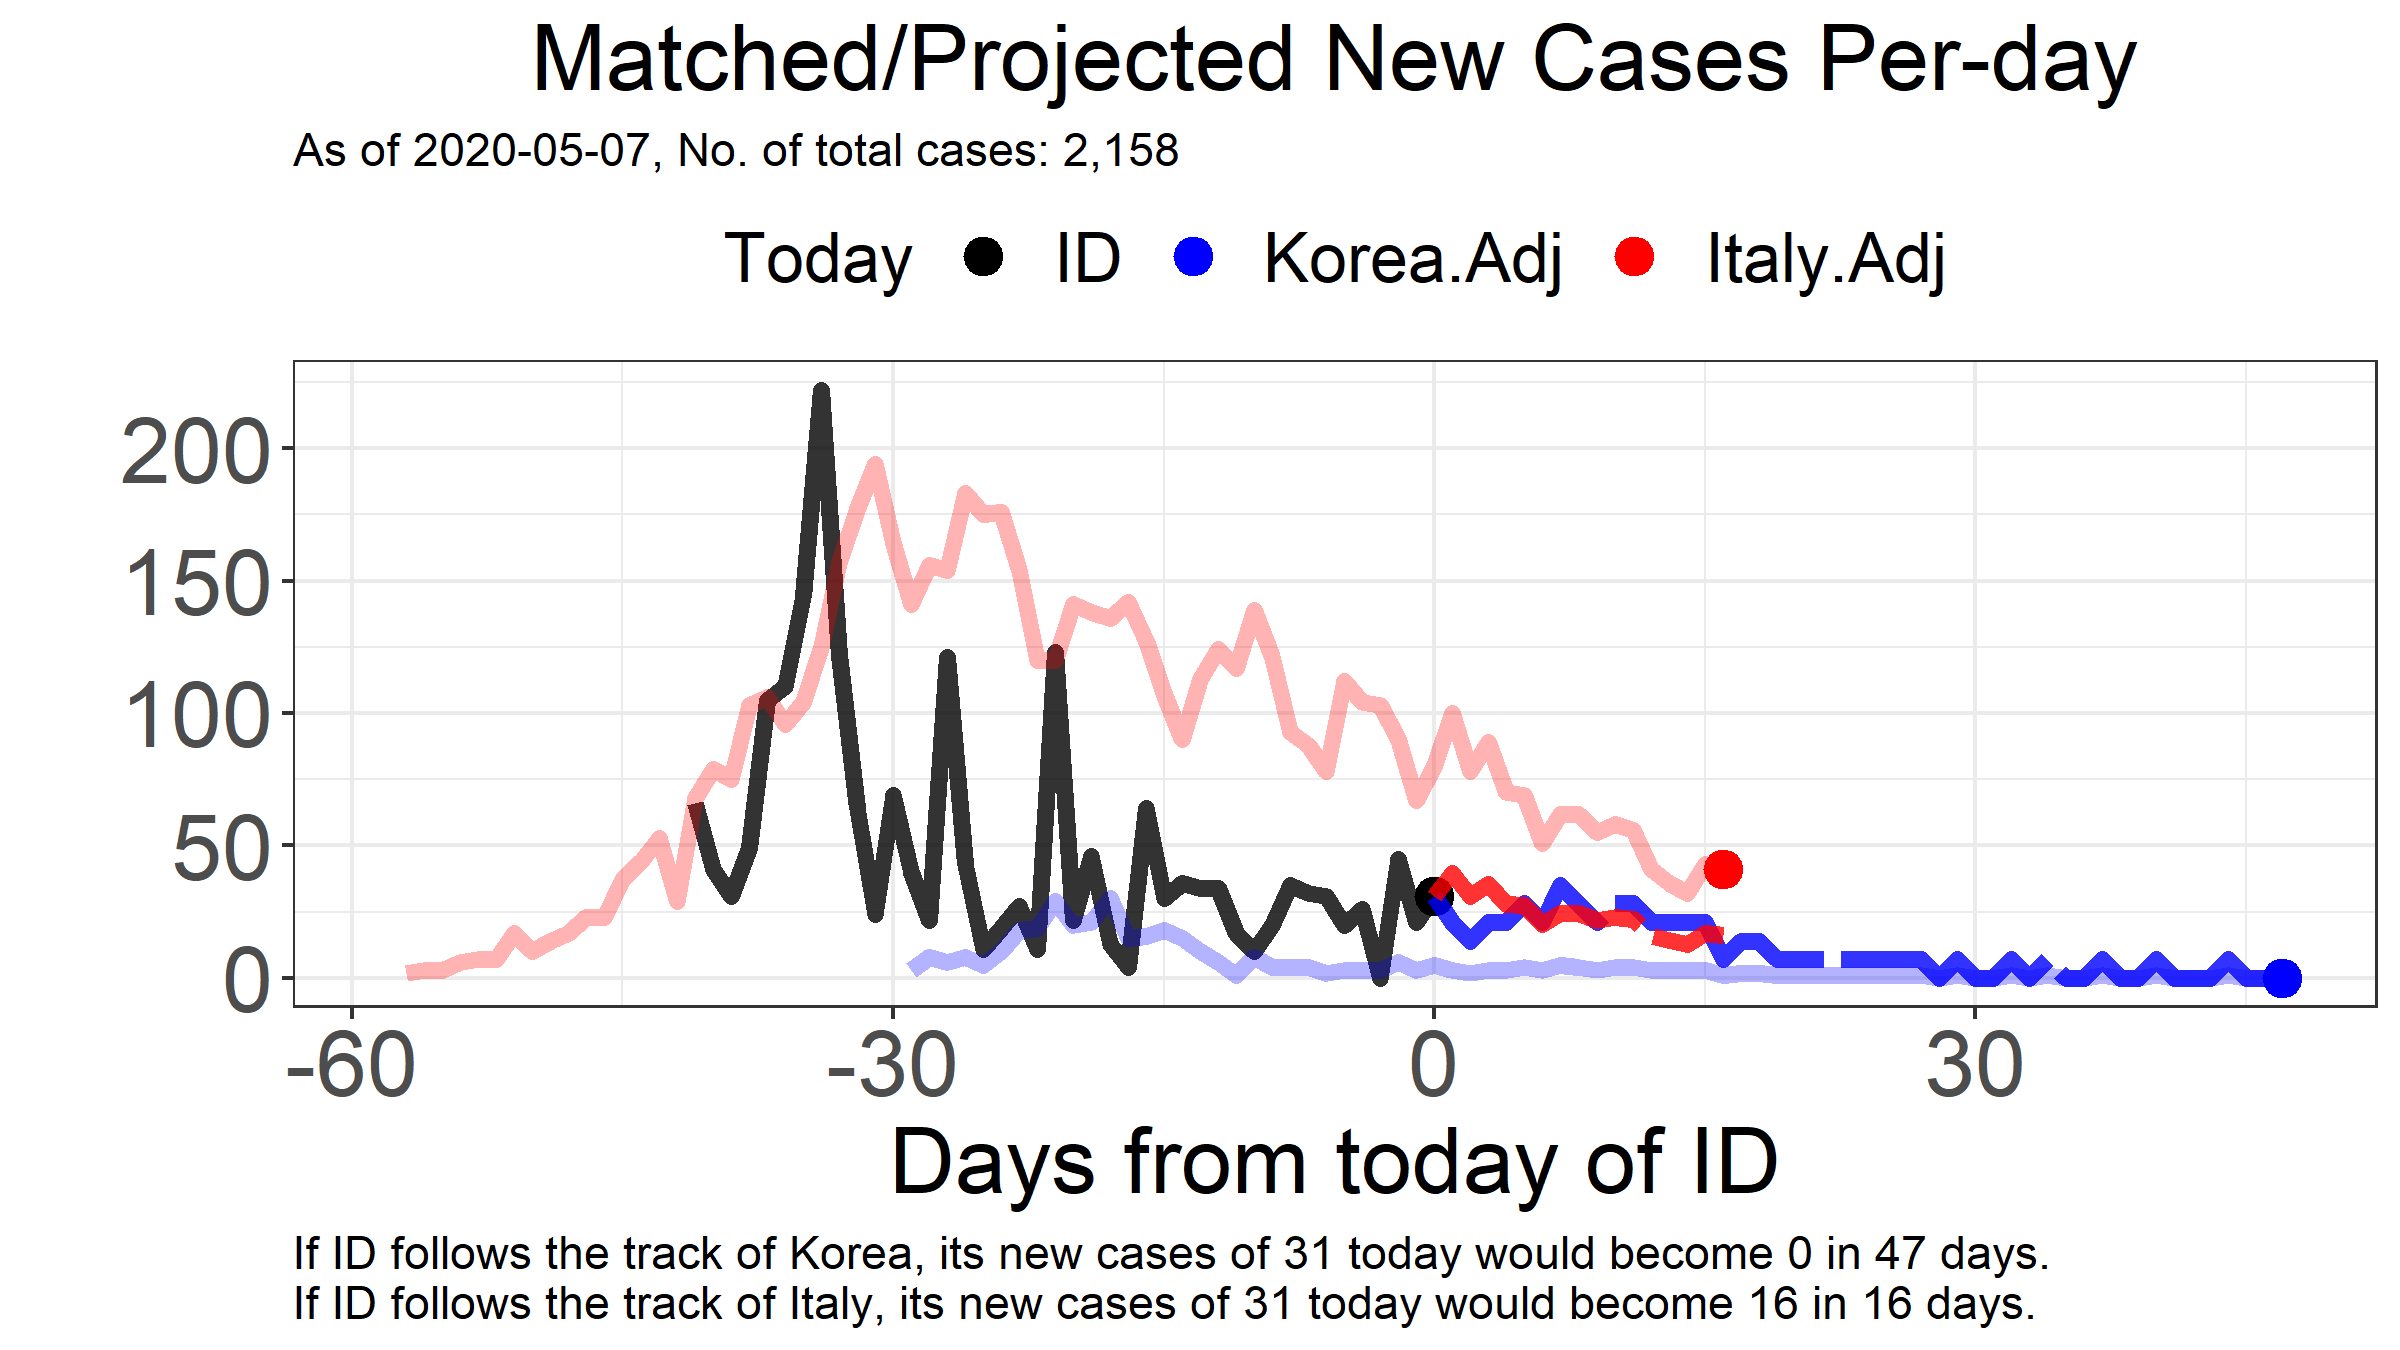 Matched/Projected New Cases Per-day
As of 2020-05-07, No. of total cases: 2,158
Today ID Korea.Adj Italy.Adj
200
150
100
50
0
-60 -30 0 30
Days from today of ID
If ID follows the track of Korea, its new cases of 31 today would become 0 in 47 days.
If ID follows the track of Italy, its new cases of 31 today would become 16 in 16 days.